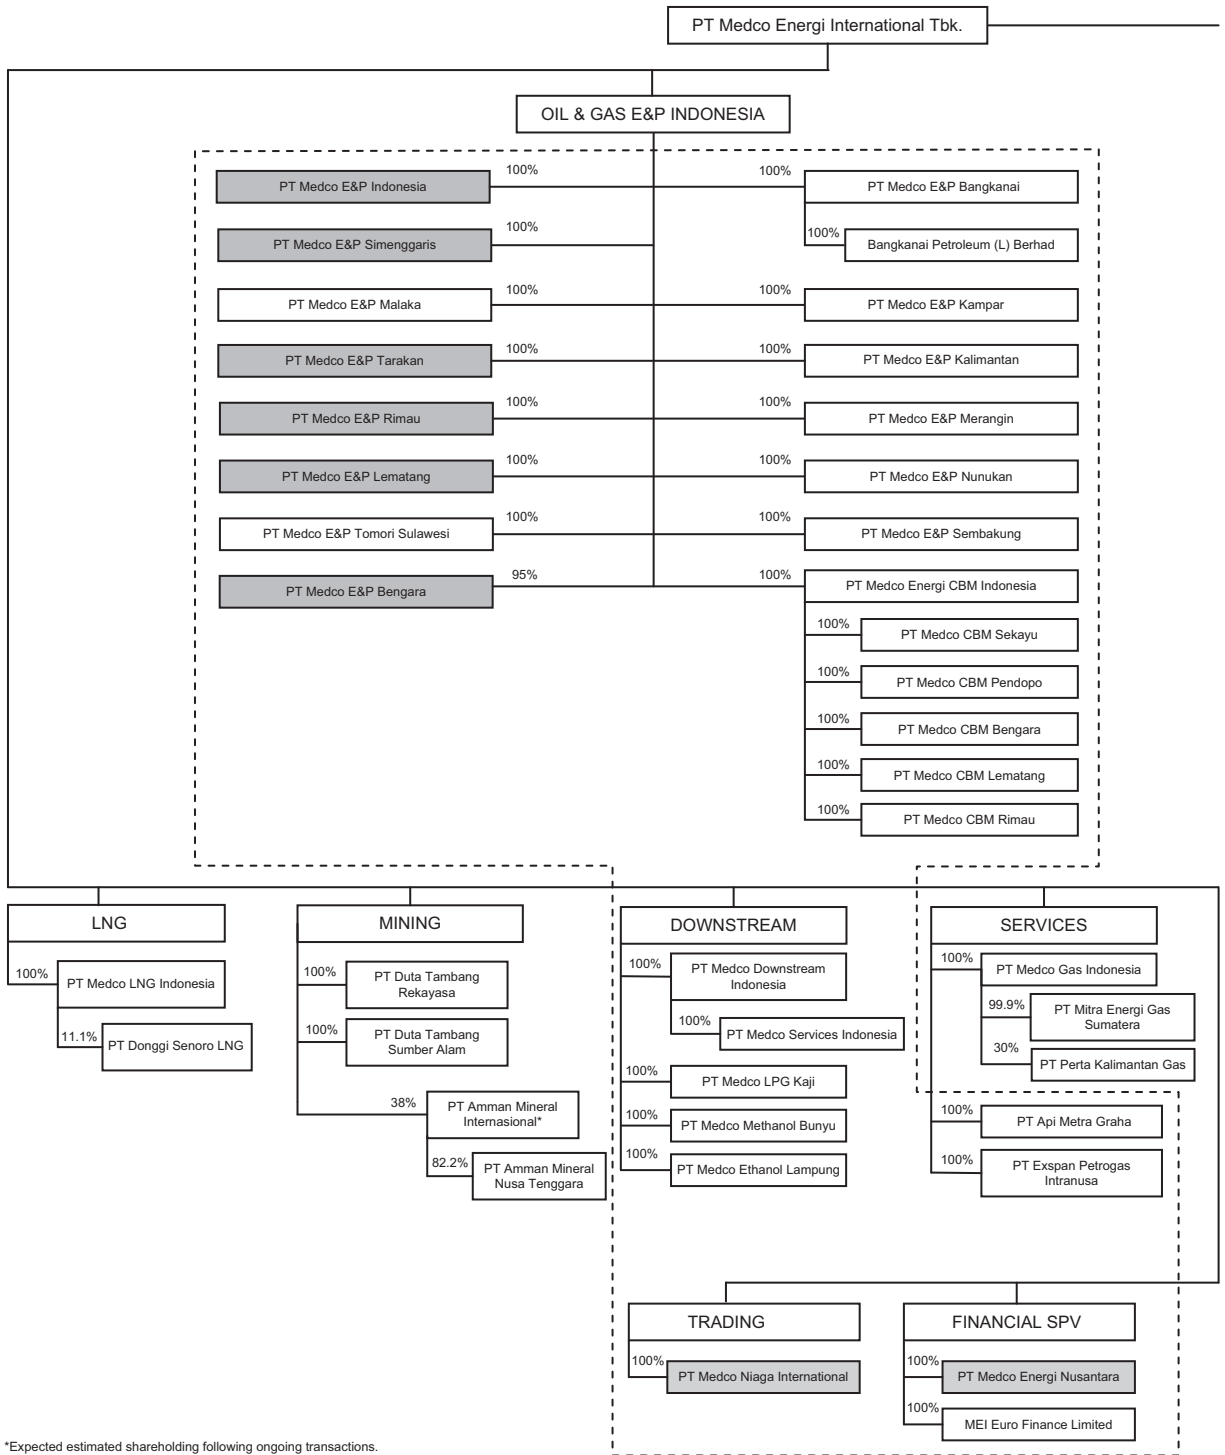 PT Medco Energi International Tbk.
OIL & GAS E&P INDONESIA
100%
100%
PT Medco E&P Indonesia
PT Medco E&P Bangkanai
100%
100%
PT Medco E&P Simenggaris
Bangkanai Petroleum (L) Berhad
100%
100%
PT Medco E&P Malaka
PT Medco E&P Kampar
100%
100%
PT Medco E&P Tarakan
PT Medco E&P Kalimantan
100%
100%
PT Medco E&P Rimau
PT Medco E&P Merangin
100%
100%
PT Medco E&P Lematang
PT Medco E&P Nunukan
100%
100%
PT Medco E&P Tomori Sulawesi
PT Medco E&P Sembakung
95%
100%
PT Medco E&P Bengara
PT Medco Energi CBM Indonesia
100%
PT Medco CBM Sekayu
100%
PT Medco CBM Pendopo
100%
PT Medco CBM Bengara
100%
PT Medco CBM Lematang
100%
PT Medco CBM Rimau
LNG
100%
PT Medco LNG Indonesia
11.1%
PT Donggi Senoro LNG
MINING
100%
PT Duta Tambang
Rekayasa
100%
PT Duta Tambang
Sumber Alam
38%
PT Amman Mineral
Internasional*
82.2%
PT Amman Mineral
Nusa Tenggara
DOWNSTREAM
100%
PT Medco Downstream
Indonesia
100%
PT Medco Services Indonesia
100%
PT Medco LPG Kaji
100%
PT Medco Methanol Bunyu
100%
PT Medco Ethanol Lampung
SERVICES
100%
PT Medco Gas Indonesia
99.9%
PT Mitra Energi Gas
Sumatera
30%
PT Perta Kalimantan Gas
100%
PT Api Metra Graha
100%
PT Exspan Petrogas
Intranusa
TRADING
100%
PT Medco Niaga International
FINANCIAL SPV
100%
PT Medco Energi Nusantara
100%
MEI Euro Finance Limited
*Expected estimated shareholding following ongoing transactions.